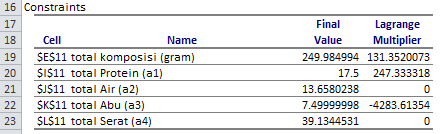 16 Constraints
17 Final Lagrange
18 Cell Name Value Multiplier
19 $E$11 total komposisi (gram) 249.984994 131.3520073
20 $I$11 total Protein (a1) 17.5 247.333318
21 $J$11 total Air (a2) 13.6580238 0
22 $K$11 total Abu (a3) 7.49999998 -4283.61354
23 $L$11 total Serat (a4) 39.1344531 0